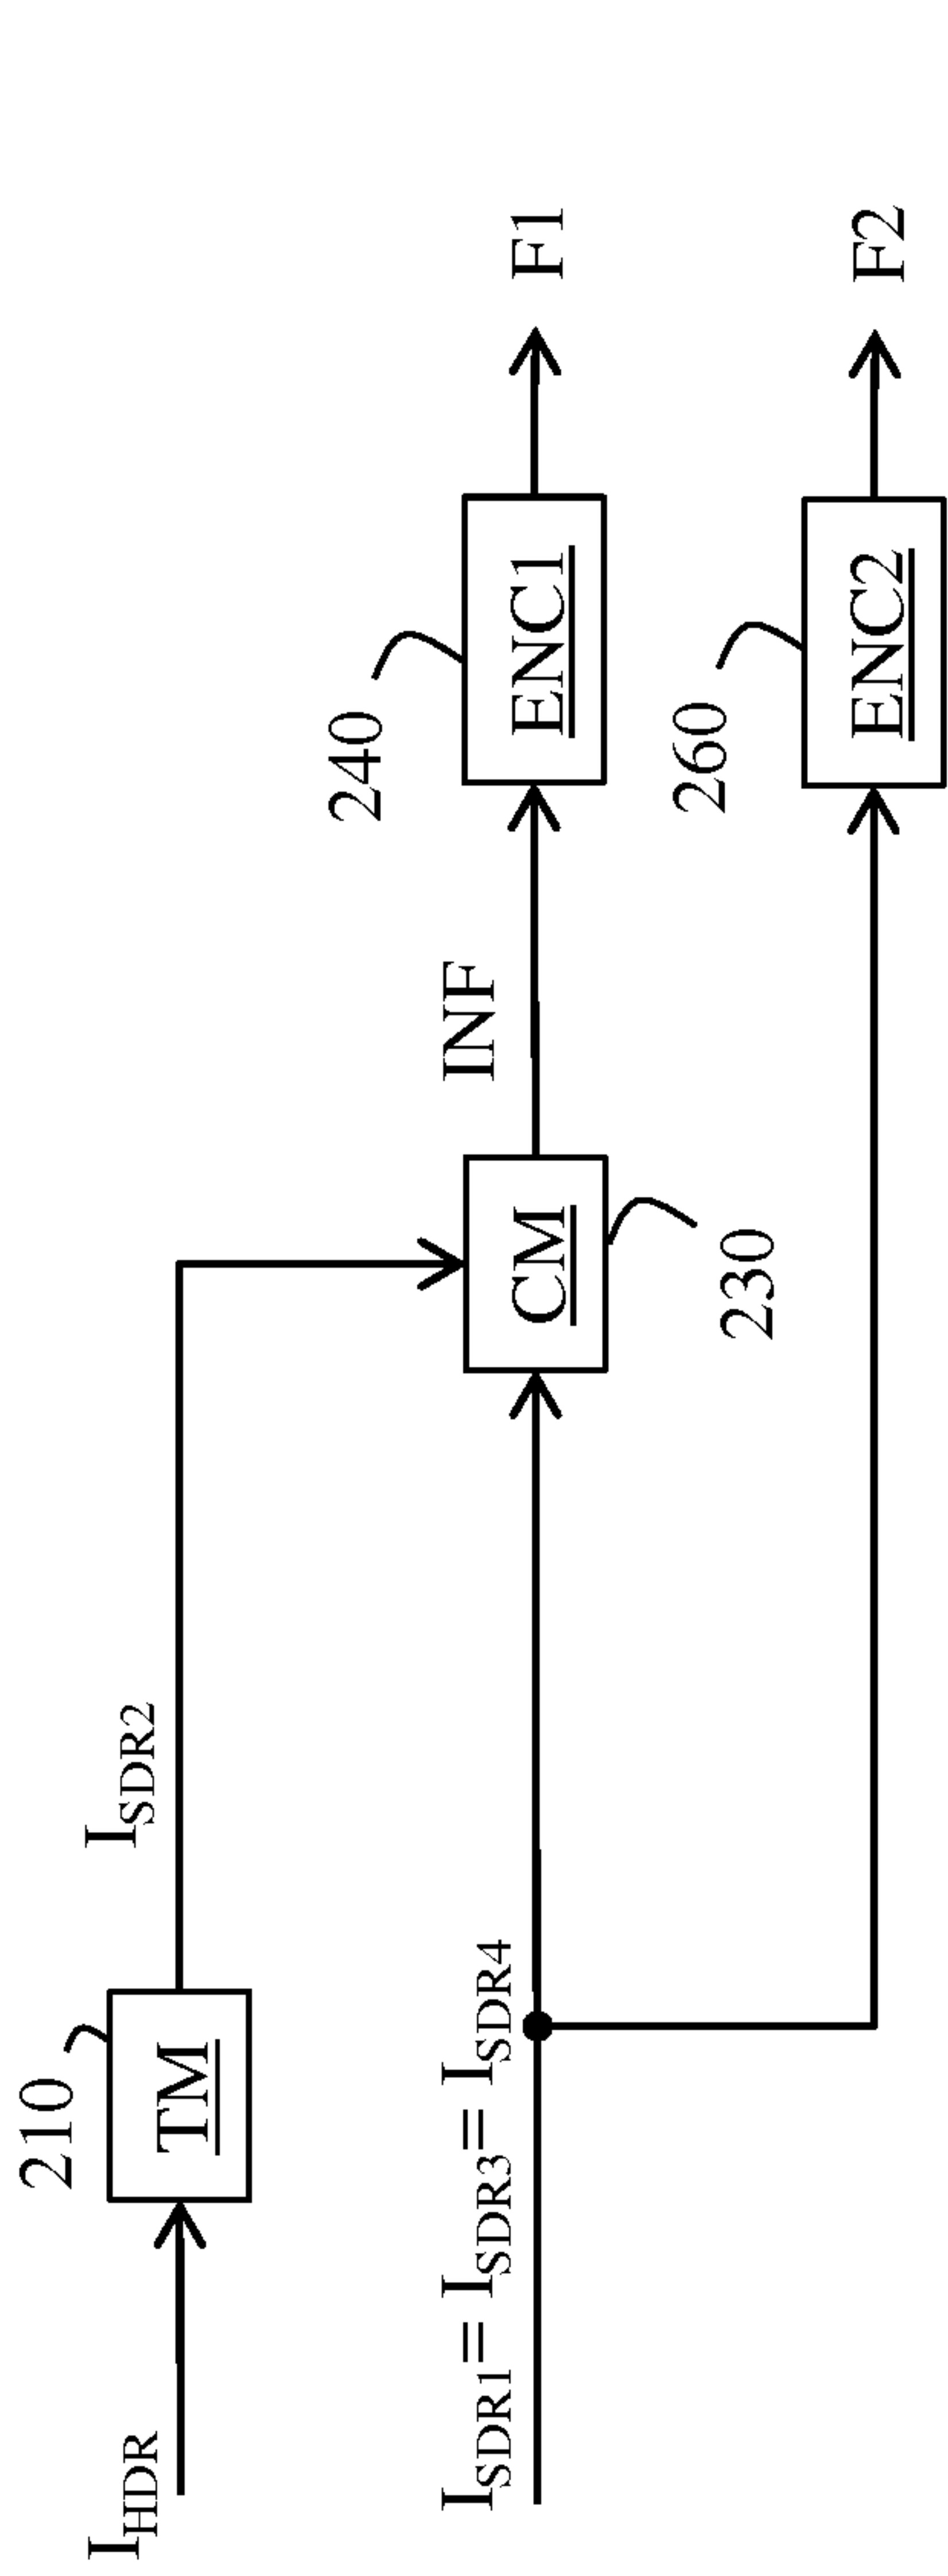 I_HDR
210
TM
I_SDR2
I_SDR1= I_SDR3= I_SDR4
CM
230
INF
240
ENC1
F1
260
ENC2
F2